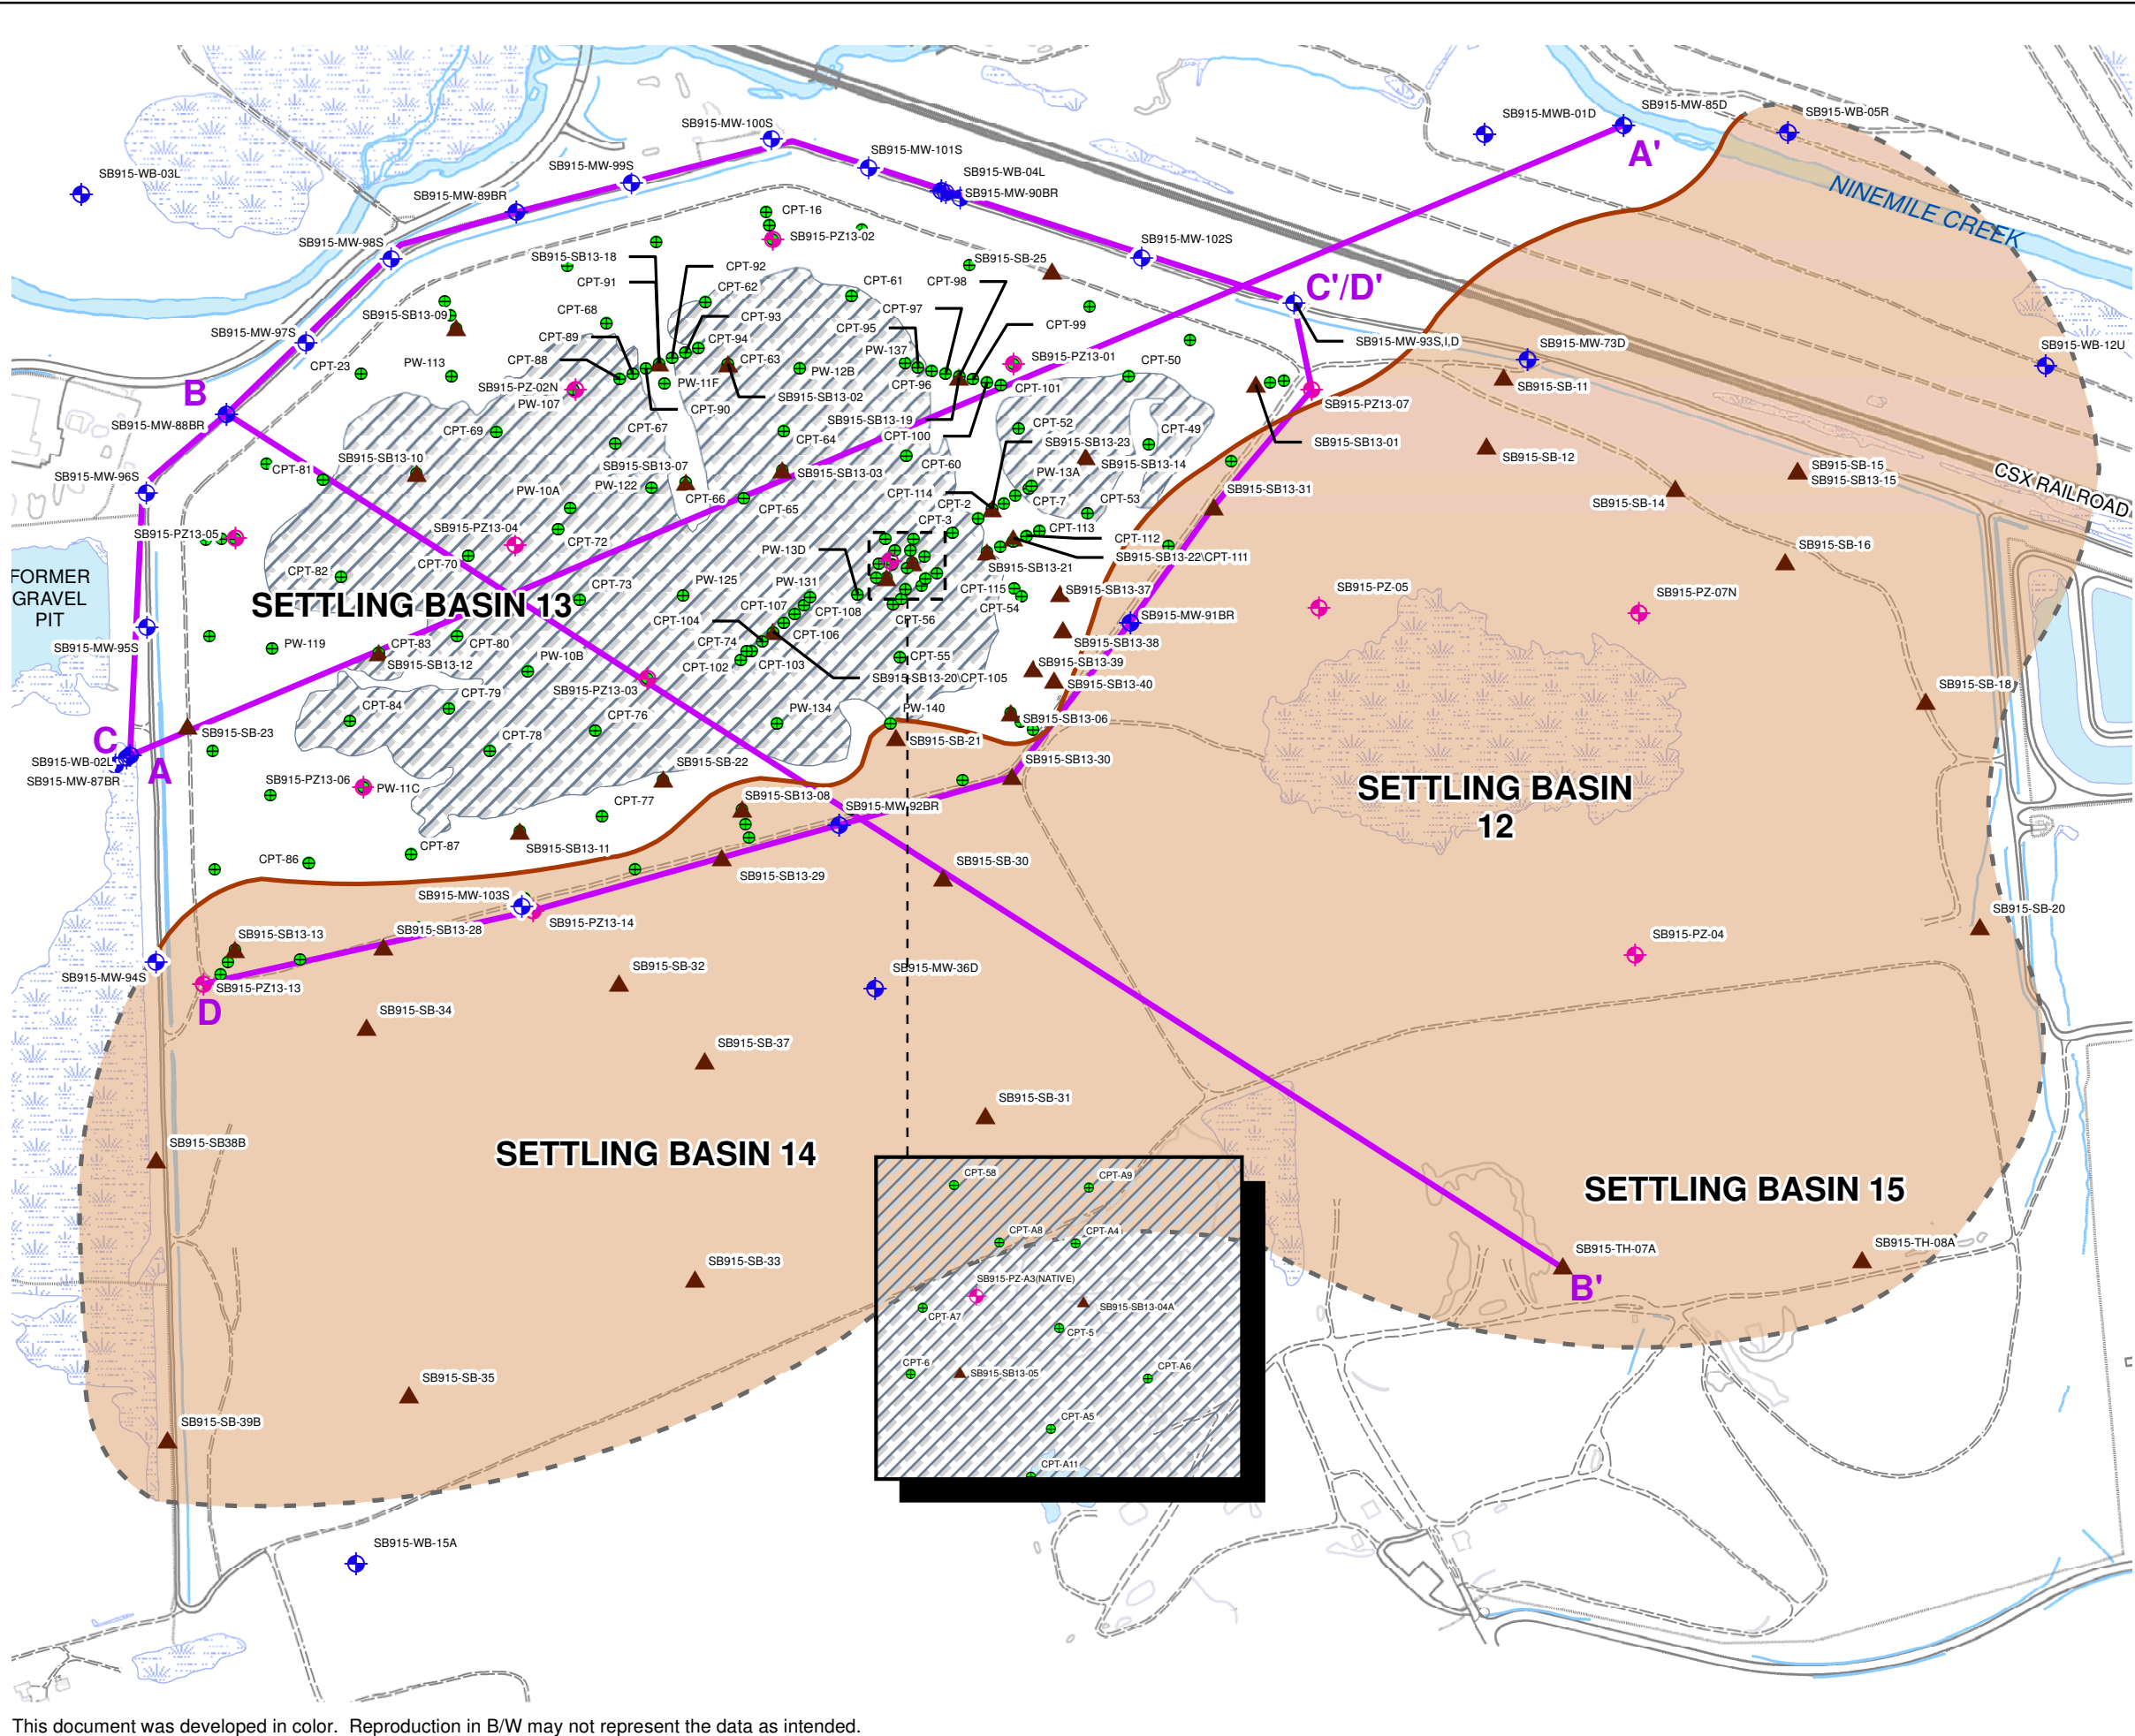 SB915-MW-100S
SB915-MWB-01D
SB915-MW-85D
SB915-WB-05R
SB915-MW-101S
A'
SB915-WB-03L
SB915-MW-99S
SB915-WB-04L
SB915-MW-90BR
SB915-MW-89BR
NINEMILE CREEK
CPT-16
SB915-PZ13-02
SB915-MW-98S
SB915-MW-102S
SB915-SB13-18
SB915-SB-25
CPT-92
CPT-91
CPT-62
CPT-61
CPT-98
C'/D'
SB915-SB13-09
CPT-68
CPT-93
CPT-97
CPT-99
SB915-MW-97S
CPT-89
CPT-94
CPT-95
SB915-MW-93S,I,D
SB915-MW-73D
SB915-WB-12U
CPT-23
PW-113
CPT-88
CPT-63
PW-137
SB915-PZ13-01
CPT-50
PW-12B
SB915-PZ-02N
PW-11F
CPT-96
CPT-101
SB915-SB-11
B
PW-107
CPT-90
SB915-SB13-02
SB915-PZ13-07
SB915-MW-88BR
CPT-69
CPT-67
CPT-64
SB915-SB13-19
CPT-100
CPT-52
CPT-49
SB915-SB13-23
SB915-SB13-01
SB915-SB-12
CPT-81
SB915-SB13-10
SB915-SB13-07
SB915-SB13-03
CPT-60
SB915-SB13-14
SB915-SB-15
SB915-SB13-15
CSX RAILROAD
SB915-MW-96S
PW-10A
PW-122
CPT-66
PW-13A
CPT-114
CPT-7
CPT-53
SB915-SB13-31
SB915-SB-14
CPT-65
CPT-2
SB915-PZ13-05
SB915-PZ13-04
CPT-72
CPT-3
CPT-113
CPT-112
SB915-SB-16
PW-13D
SB915-SB13-22\CPT-111
FORMER
GRAVEL
PIT
CPT-82
CPT-70
CPT-73
PW-125
PW-131
SB915-SB13-21
CPT-115
SB915-SB13-37
SB915-PZ-05
SB915-PZ-07N
SETTLING BASIN 13
CPT-107
CPT-108
CPT-54
SB915-MW-91BR
CPT-104
CPT-56
SB915-MW-95S
PW-119
CPT-83
CPT-80
CPT-74
CPT-106
SB915-SB13-38
SB915-SB13-12
PW-10B
CPT-102
CPT-103
CPT-55
SB915-SB13-39
SB915-SB13-20\CPT-105
SB915-SB13-40
SB915-SB-18
CPT-79
SB915-PZ13-03
CPT-84
CPT-76
PW-134
PW-140
SB915-SB13-06
SB915-SB-23
C
CPT-78
SB915-SB-21
SB915-WB-02L
A
SB915-MW-87BR
SB915-PZ13-06
PW-11C
SB915-SB-22
SB915-SB13-30
SETTLING BASIN
12
CPT-77
SB915-SB13-08
SB915-MW-92BR
CPT-86
CPT-87
SB915-SB13-11
SB915-SB13-29
SB915-SB-30
SB915-MW-103S
SB915-PZ13-14
SB915-SB-20
SB915-SB13-13
SB915-SB13-28
SB915-PZ-04
SB915-MW-94S
SB915-PZ13-13
SB915-SB-32
SB915-MW-36D
D
SB915-SB-34
SB915-SB-37
SB915-SB-31
SB915-SB38B
SETTLING BASIN 14
CPT-58
CPT-A9
SETTLING BASIN 15
CPT-A8
CPT-A4
SB915-TH-07A
SB915-TH-08A
SB915-SB-33
SB915-PZ-A3(NATIVE)
B'
CPT-A7
SB915-SB13-04A
CPT-5
CPT-6
SB915-SB13-05
CPT-A6
SB915-SB-35
CPT-A5
SB915-SB-39B
CPT-A11
SB915-WB-15A
This document was developed in color.  Reproduction in B/W may not represent the data as intended.